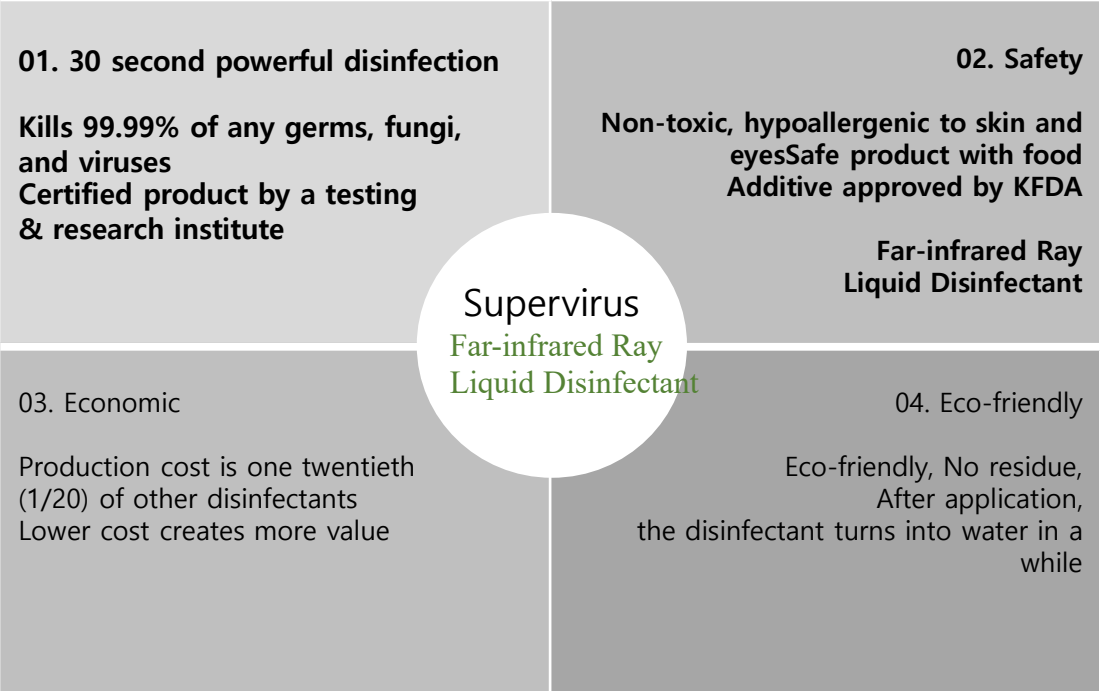 01. 30 second powerful disinfection
Kills 99.99% of any germs, fungi,
and viruses
Certified product by a testing
& research institute
02. Safety
Non-toxic, hypoallergenic to skin and
eyesSafe product with food
Additive approved by KFDA
Far-infrared Ray
Liquid Disinfectant
Supervirus
Far-infrared Ray
Liquid Disinfectant
03. Economic
Production cost is one twentieth
(1/20) of other disinfectants
Lower cost creates more value
04. Eco-friendly
Eco-friendly, No residue,
After application,
the disinfectant turns into water in a
while